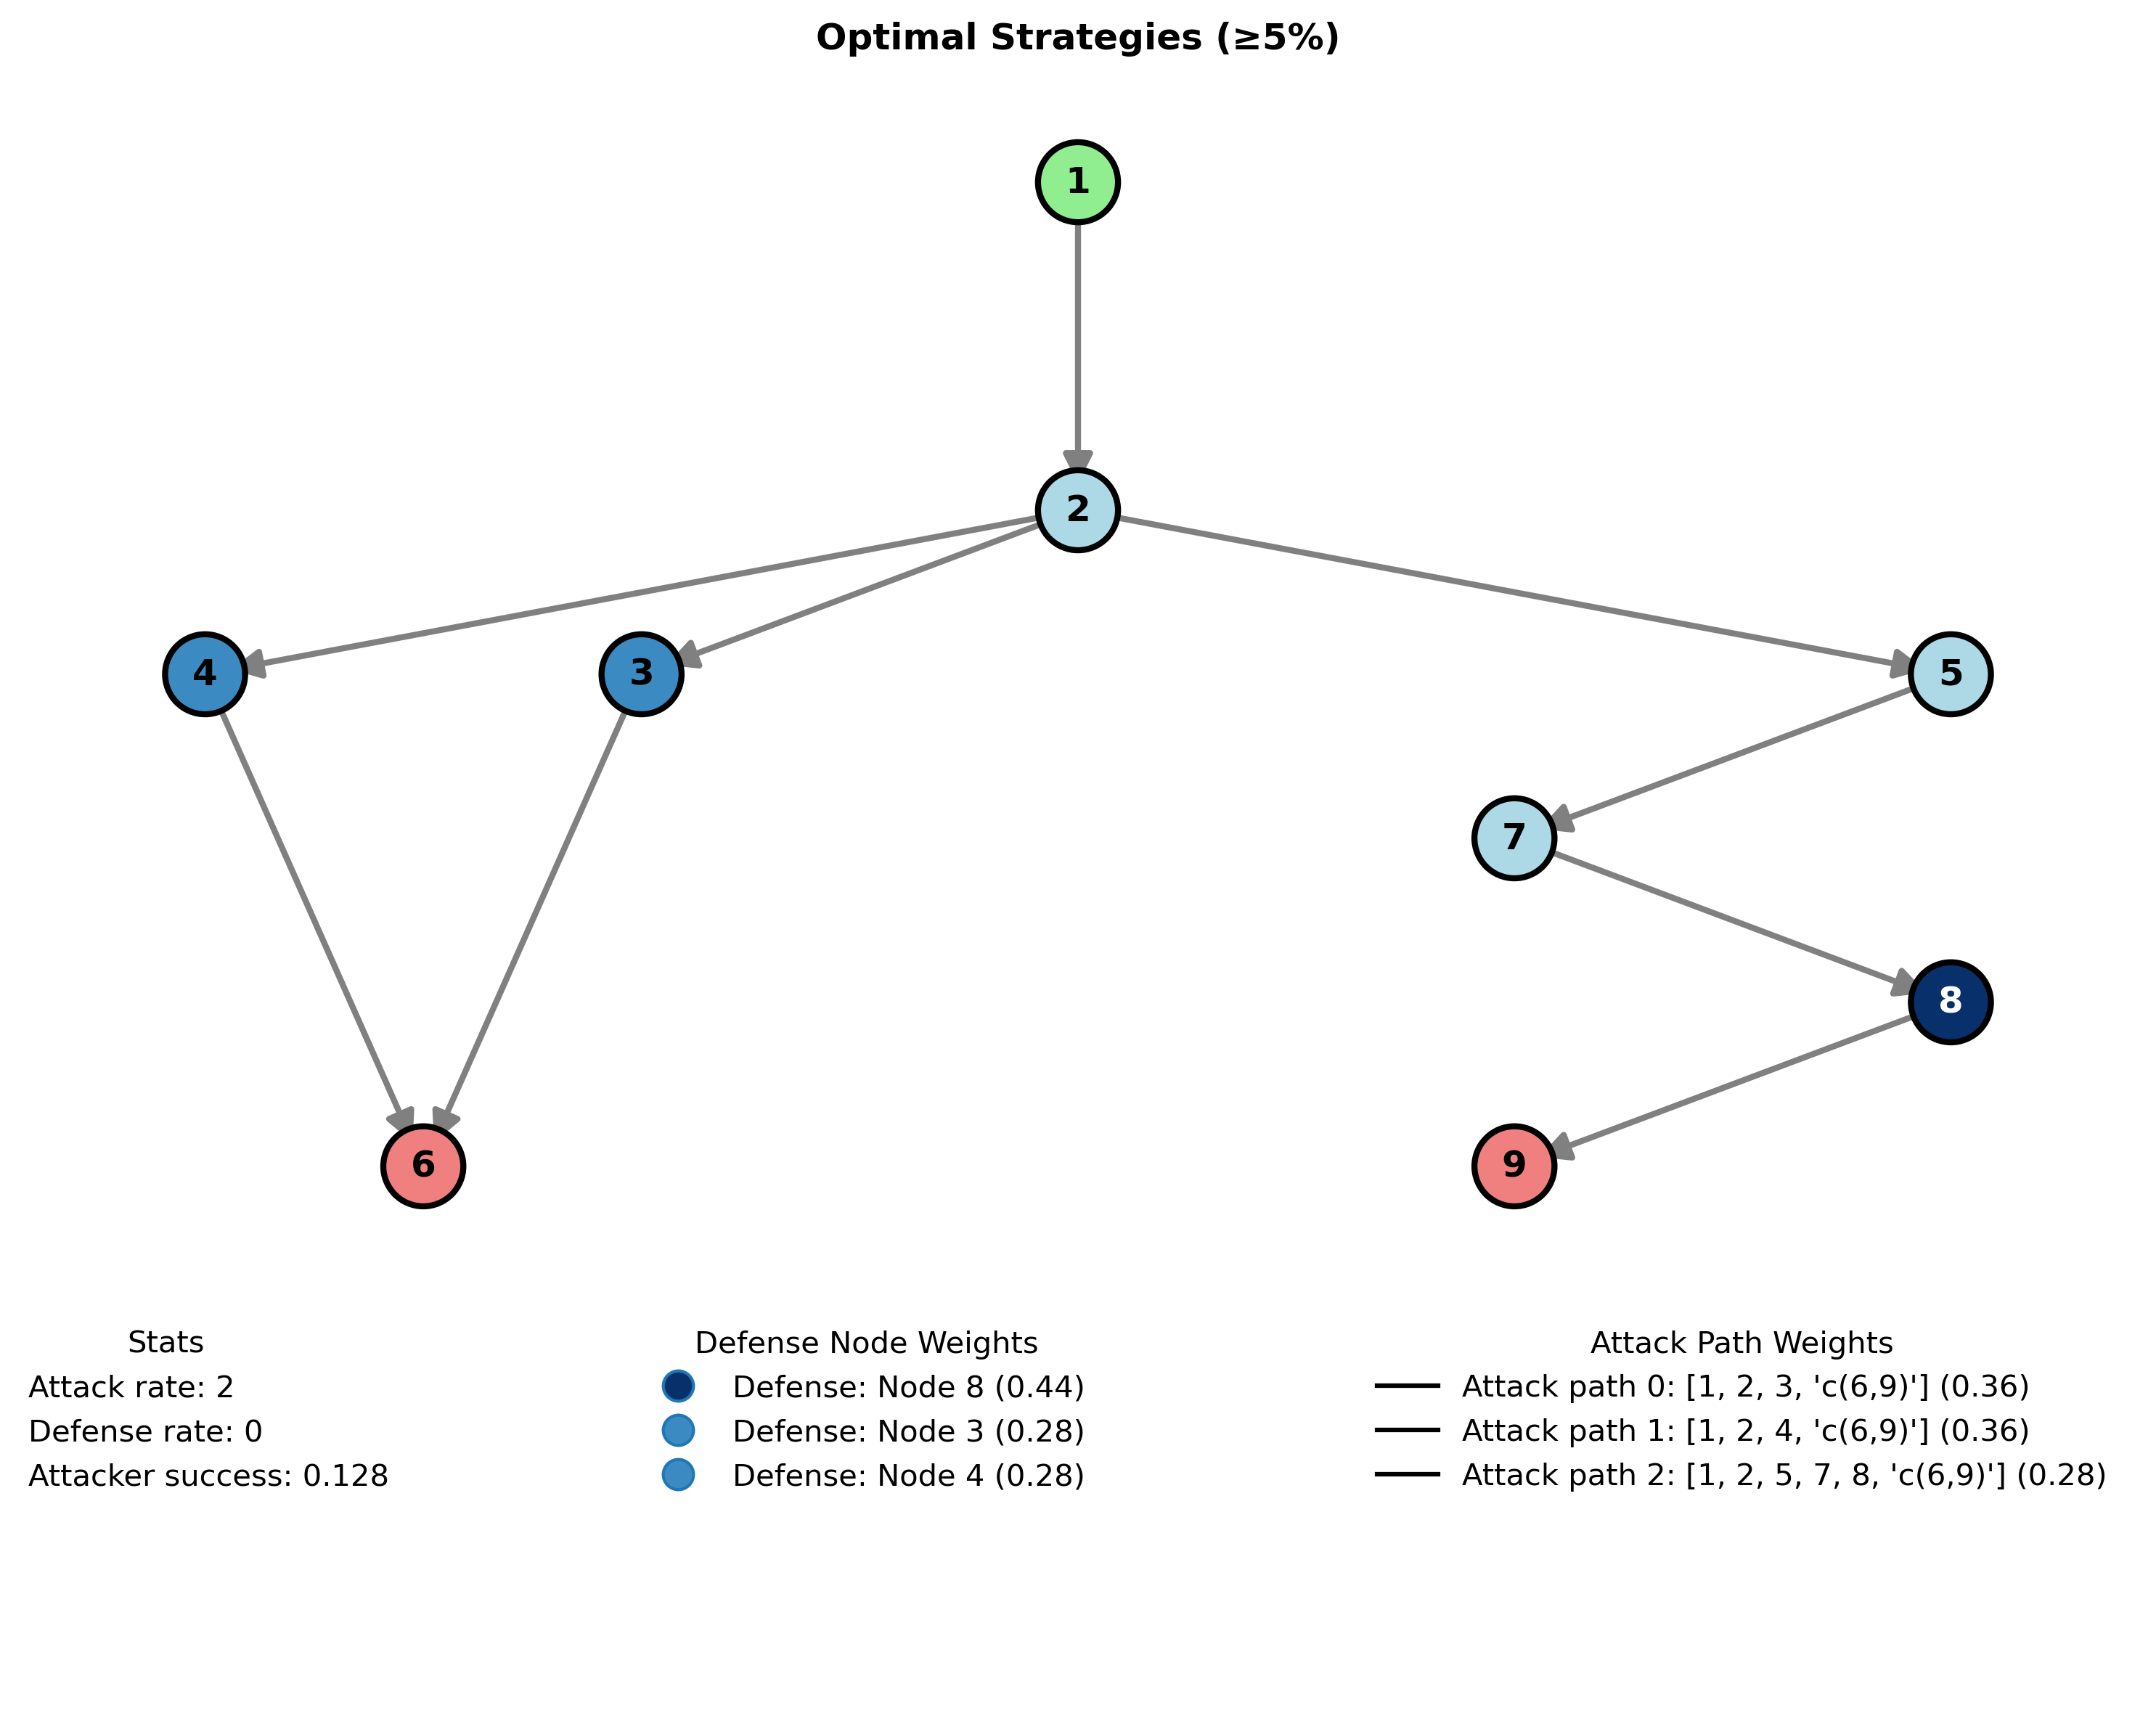 Optimal Strategies (≥5%)
1
2
4
3
5
7
8
6
9
Stats
Attack rate: 2
Defense rate: 0
Attacker success: 0.128
Defense Node Weights
Defense: Node 8 (0.44)
Defense: Node 3 (0.28)
Defense: Node 4 (0.28)
Attack Path Weights
Attack path 0: [1, 2, 3, 'c(6,9)'] (0.36)
Attack path 1: [1, 2, 4, 'c(6,9)'] (0.36)
Attack path 2: [1, 2, 5, 7, 8, 'c(6,9)'] (0.28)